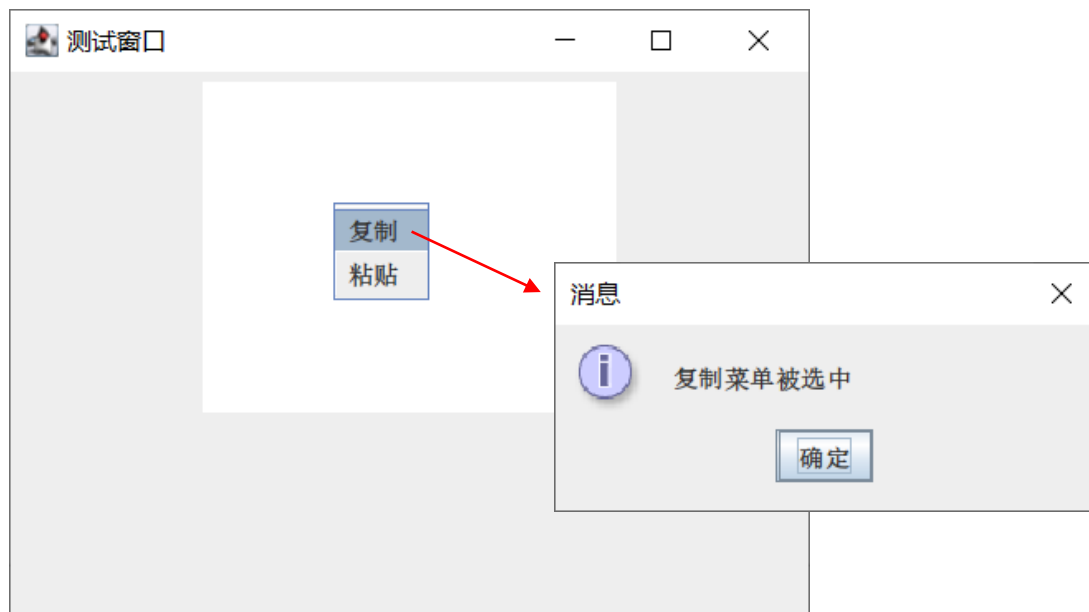 测试窗口
复制
粘贴
消息
复制菜单被选中
确定